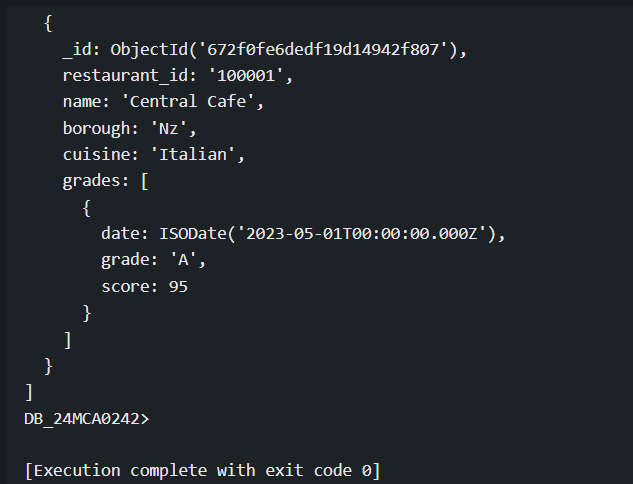 {
_id: ObjectId('672f0fe6dedf19d14942f807'),
restaurant_id: '100001',
name: 'Central Cafe',
borough: 'Nz',
cuisine: 'Italian',
grades: [
{
date: ISODate('2023-05-01T00:00:00.000Z'),
grade: 'A',
score: 95
}
]
}
]
DB_24MCA0242>
[Execution complete with exit code 0]